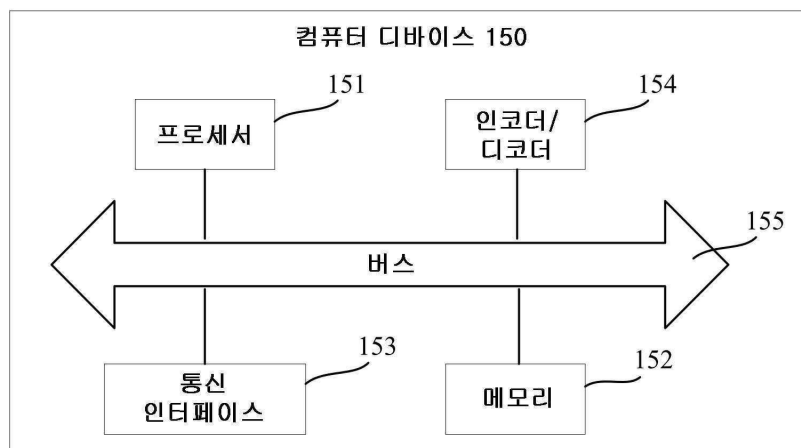 컴퓨터 디바이스 150
151
154
프로세서
인코더/
디코더
155
버스
153
152
통신
인터페이스
메모리